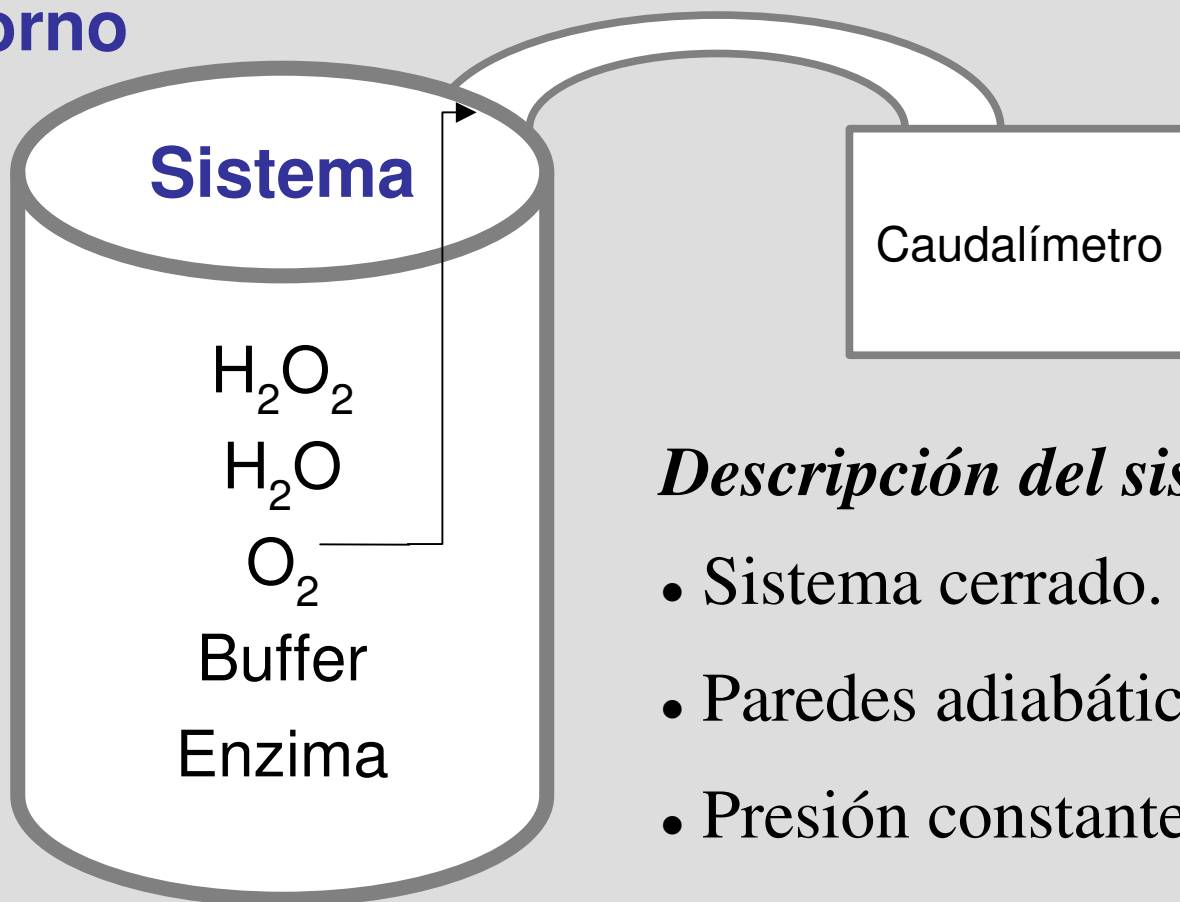 orno
Sistema
Caudalímetro
H₂O₂
H₂O
O₂
Buffer
Enzima
Descripción del sis
• Sistema cerrado.
• Paredes adiabátic
• Presión constante